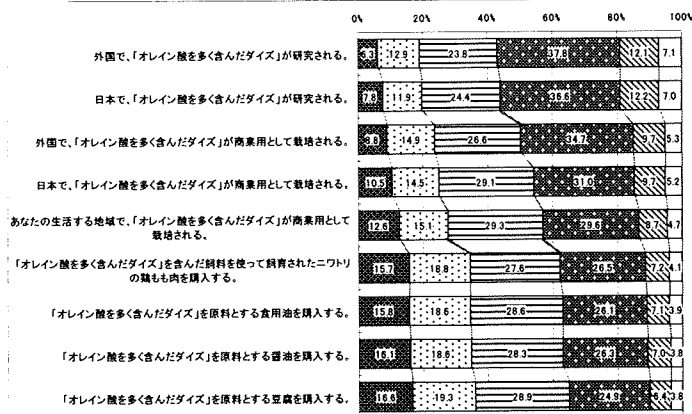 0% 20% 40% 60% 80% 100%
外国で、「オレイン酸を多く含んだダイズ」が研究される。 6.3 12.9 23.8 37.8 12.1 7.1
日本で、「オレイン酸を多く含んだダイズ」が研究される。 7.8 11.9 24.4 36.6 12.2 7.0
外国で、「オレイン酸を多く含んだダイズ」が商業用として栽培される。 8.8 14.9 26.6 34.7 9.7 5.3
日本で、「オレイン酸を多く含んだダイズ」が商業用として栽培される。 10.5 14.5 29.1 31.0 9.7 5.2
あなたの生活する地域で、「オレイン酸を多く含んだダイズ」が商業用として
栽培される。 12.6 15.1 29.3 29.6 8.7 4.7
「オレイン酸を多く含んだダイズ」を含んだ飼料を使って飼育されたニワトリ
の鶏もも肉を購入する。 15.7 18.8 27.6 26.5 7.2 4.1
「オレイン酸を多く含んだダイズ」を原料とする食用油を購入する。 15.8 18.6 28.6 26.1 7.1 3.9
「オレイン酸を多く含んだダイズ」を原料とする醤油を購入する。 16.1 18.6 28.3 26.3 7.0 3.8
「オレイン酸を多く含んだダイズ」を原料とする豆腐を購入する。 16.6 19.3 28.9 24.9 6.4 3.8